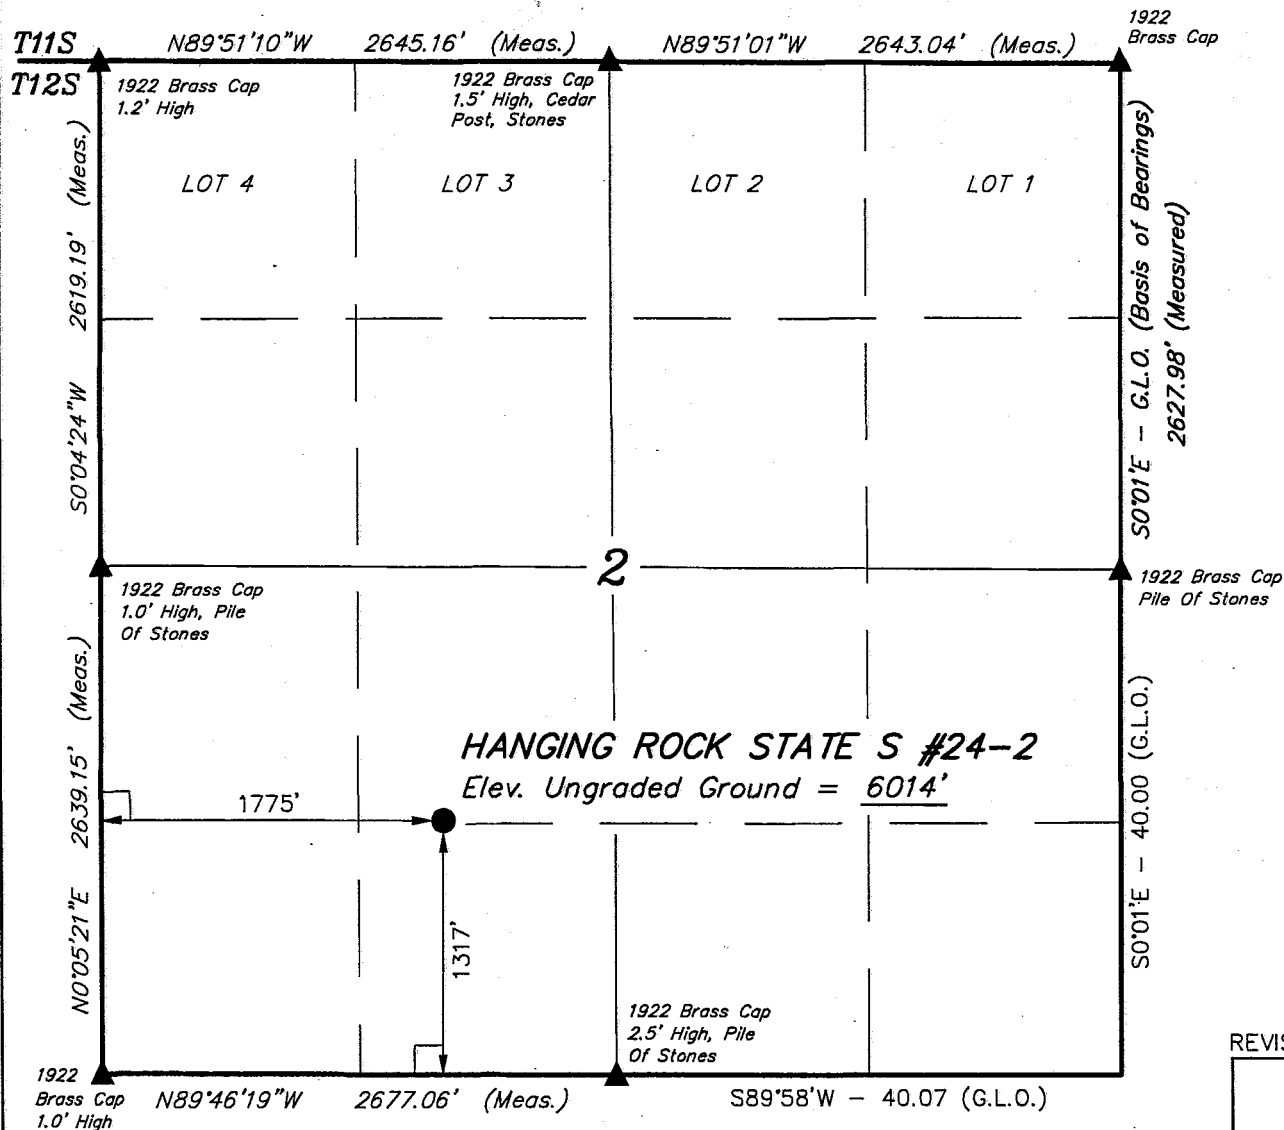 1922
Brass Cap
T11S
N89°51'10"W 2645.16' (Meas.)
N89°51'01"W 2643.04' (Meas.)
T12S
1922 Brass Cap
1.2' High
1922 Brass Cap
1.5' High, Cedar
Post, Stones
LOT 4
LOT 3
LOT 2
LOT 1
S0°04'24"W 2619.19' (Meas.)
S0°01'E - G.L.O. (Basis of Bearings)
2627.98' (Measured)
2
1922 Brass Cap
1.0' High, Pile
Of Stones
1922 Brass Cap
Pile Of Stones
N0°05'21"E 2639.15' (Meas.)
S0°01'E - 40.00 (G.L.O.)
HANGING ROCK STATE S #24-2
Elev. Ungraded Ground = 6014'
1775'
1317'
1922 Brass Cap
2.5' High, Pile
Of Stones
REVIS
1922
Brass Cap
1.0' High
N89°46'19"W 2677.06' (Meas.)
S89°58'W - 40.07 (G.L.O.)